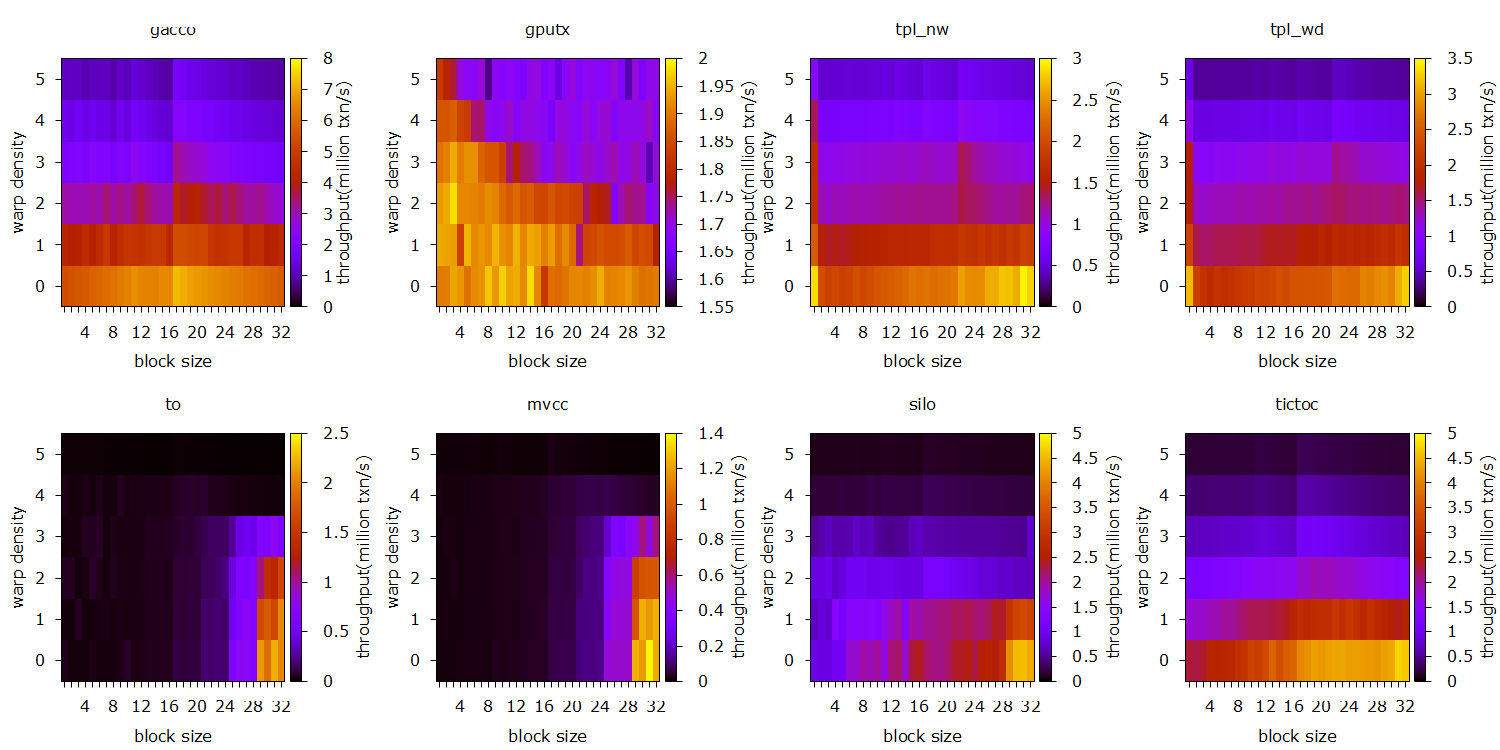 gacco
warp density
5
4
3
2
1
0
4 8 12 16 20 24 28 32
block size
8
7
6
5
4
3
2
1
0
throughput(million txn/s)
gputx
warp density
5
4
3
2
1
0
4 8 12 16 20 24 28 32
block size
2
1.95
1.9
1.85
1.8
1.75
1.7
1.65
1.6
1.55
throughput(million txn/s)
tpl_nw
warp density
5
4
3
2
1
0
4 8 12 16 20 24 28 32
block size
3
2.5
2
1.5
1
0.5
0
throughput(million txn/s)
tpl_wd
warp density
5
4
3
2
1
0
4 8 12 16 20 24 28 32
block size
3.5
3
2.5
2
1.5
1
0.5
0
throughput(million txn/s)
to
warp density
5
4
3
2
1
0
4 8 12 16 20 24 28 32
block size
2.5
2
1.5
1
0.5
0
throughput(million txn/s)
mvcc
warp density
5
4
3
2
1
0
4 8 12 16 20 24 28 32
block size
1.4
1.2
1
0.8
0.6
0.4
0.2
0
throughput(million txn/s)
silo
warp density
5
4
3
2
1
0
4 8 12 16 20 24 28 32
block size
5
4.5
4
3.5
3
2.5
2
1.5
1
0.5
0
throughput(million txn/s)
tictoc
warp density
5
4
3
2
1
0
4 8 12 16 20 24 28 32
block size
5
4.5
4
3.5
3
2.5
2
1.5
1
0.5
0
throughput(million txn/s)